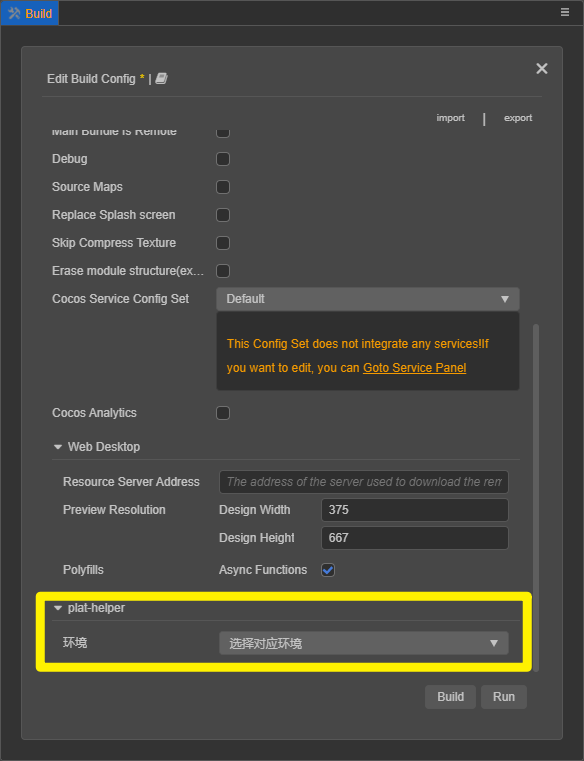 Build
Edit Build Config * |
import | export
Main Bundle Is Remote
Debug
Source Maps
Replace Splash screen
Skip Compress Texture
Erase module structure(ex...
Cocos Service Config Set Default
This Config Set does not integrate any services!If
you want to edit, you can Goto Service Panel
Cocos Analytics
Web Desktop
Resource Server Address The address of the server used to download the rem
Preview Resolution Design Width 375
Design Height 667
Polyfills Async Functions
plat-helper
环境 选择对应环境
Build Run